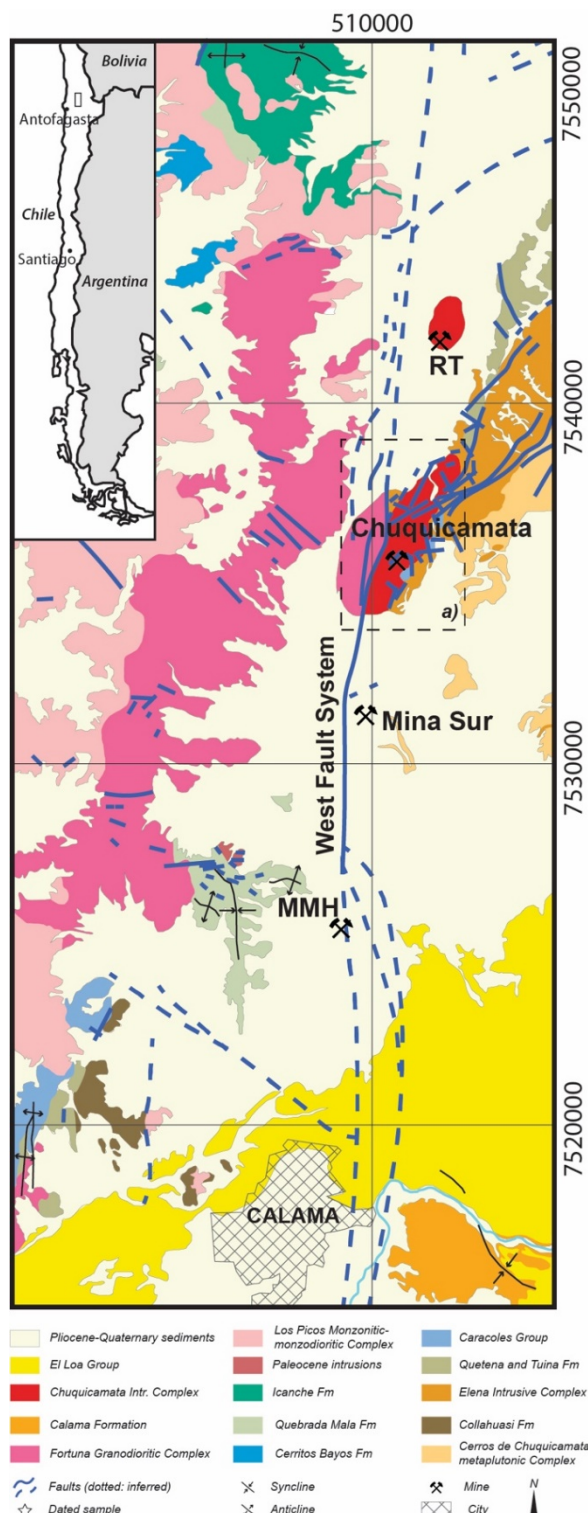 510000
Bolivia
Antofagasta
Chile
Santiago
Argentina
7550000
RT
7540000
Chuquicamata
a)
West Fault System
Mina Sur
7530000
MMH
7520000
CALAMA
Pliocene-Quaternary sediments
El Loa Group
Chuquicamata Intr. Complex
Calama Formation
Fortuna Granodioritic Complex
Los Picos Monzonitic-
monzodioritic Complex
Paleocene intrusions
Icanche Fm
Quebrada Mala Fm
Cerritos Bayos Fm
Caracoles Group
Quetena and Tuina Fm
Elena Intrusive Complex
Collahuasi Fm
Cerros de Chuquicamata
metaplutonic Complex
Faults (dotted: inferred)
Dated sample
Syncline
Anticline
Mine
City
N